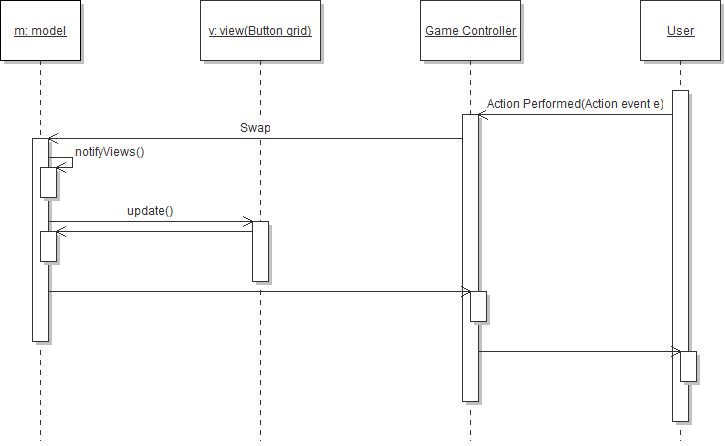 m: model
v: view(Button grid)
Game Controller
User
Action Performed(Action event e)
Swap
notifyViews()
update()